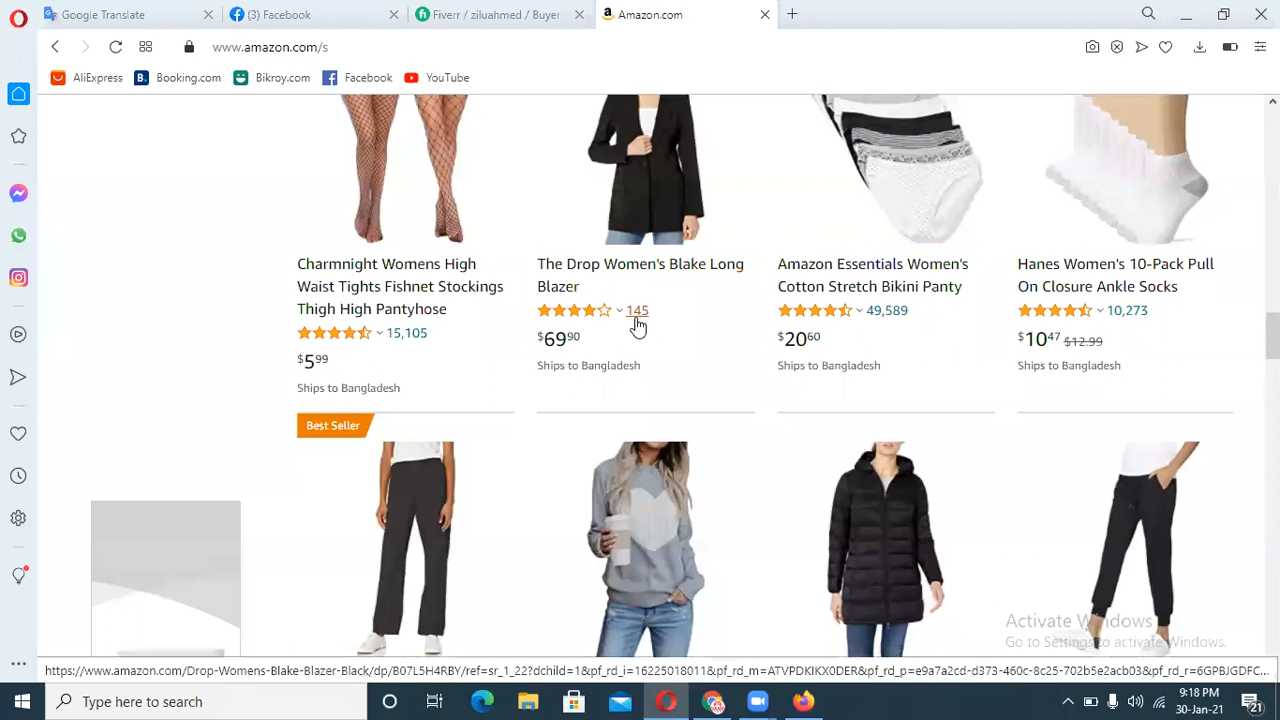 Google Translate
(3) Facebook
Fiverr / ziluahmed / Buyer
Amazon.com
www.amazon.com/s
AliExpress
Booking.com
Bikroy.com
Facebook
YouTube
Charmnight Womens High
Waist Tights Fishnet Stockings
Thigh High Pantyhose
15,105
$5.99
Ships to Bangladesh
The Drop Women's Blake Long
Blazer
145
$69.90
Ships to Bangladesh
Amazon Essentials Women's
Cotton Stretch Bikini Panty
49,589
$20.60
Ships to Bangladesh
Hanes Women's 10-Pack Pull
On Closure Ankle Socks
10,273
$10.47 $12.99
Ships to Bangladesh
Best Seller
Activate Windows
Go to Settings to activate Windows.
https://www.amazon.com/Drop-Womens-Blake-Blazer-Black/dp/B07L5H4RBY/ref=sr_1_22?dchild=1&pf_rd_i=16225018011&pf_rd_m=ATVPDKIKX0DER&pf_rd_p=e9a7a2cd-d373-460c-8c25-702b5e2acb03&pf_rd_r=6GPBJGDFC...
Type here to search
9:18 PM
30-Jan-21
21